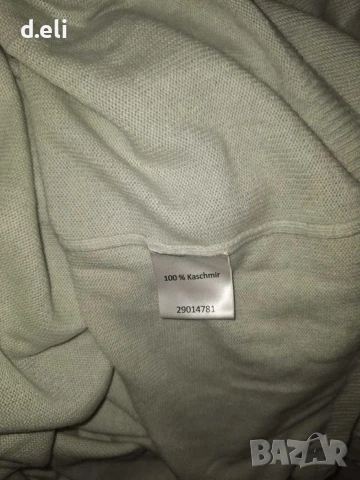 d.eli
100 % Kaschmir
29014781
BAZAR